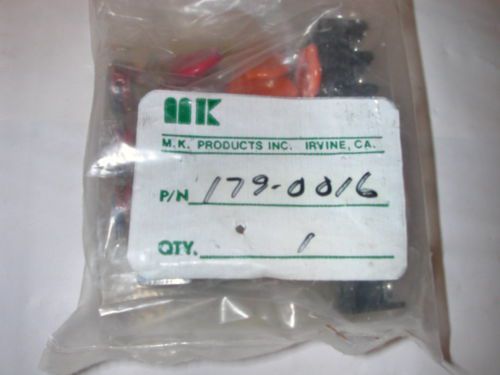 MK
M.K. PRODUCTS INC. IRVINE, CA.
P/N 179-0016
QTY. 1